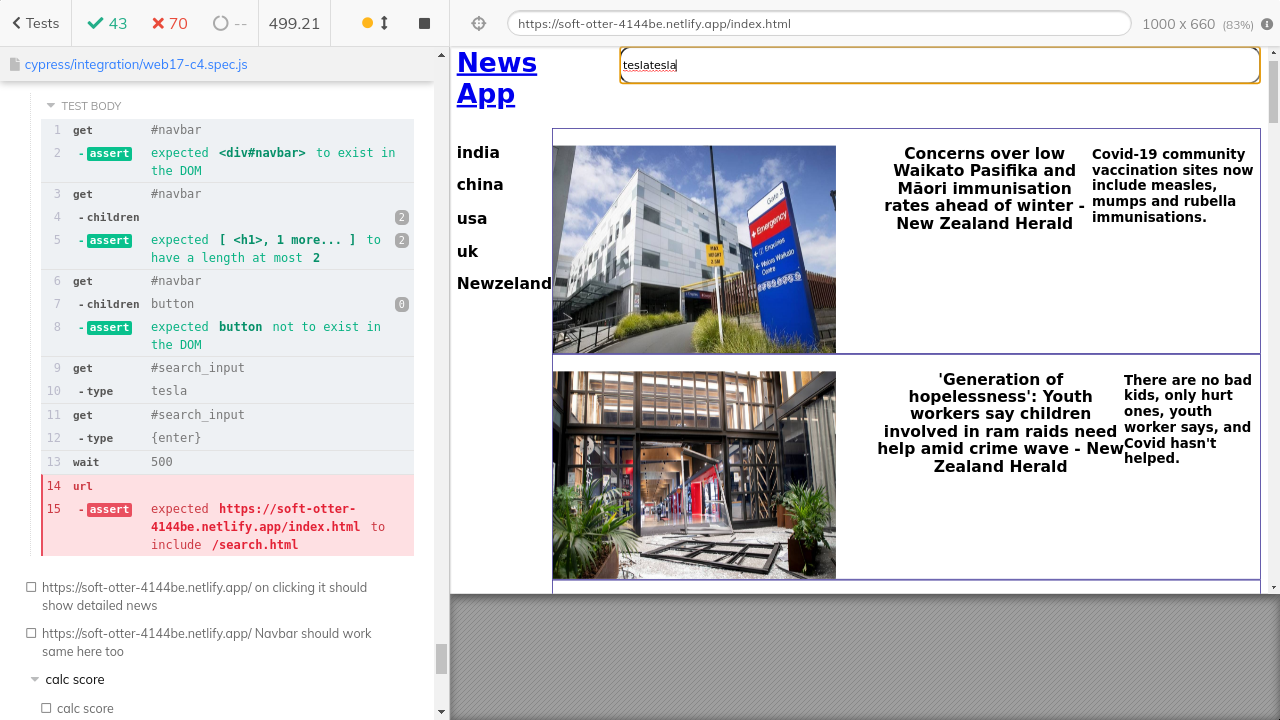 Tests
43
70
--
499.21
https://soft-otter-4144be.netlify.app/index.html
1000 x 660 (83%)
cypress/integration/web17-c4.spec.js
TEST BODY
1 get #navbar
2 - assert expected <div#navbar> to exist in
the DOM
3 get #navbar
4 - children 2
5 - assert expected [ <h1>, 1 more... ] to 2
have a length at most 2
6 get #navbar
7 - children button 0
8 - assert expected button not to exist in
the DOM
9 get #search_input
10 - type tesla
11 get #search_input
12 - type {enter}
13 wait 500
14 url
15 - assert expected https://soft-otter-
4144be.netlify.app/index.html to
include /search.html
https://soft-otter-4144be.netlify.app/ on clicking it should
show detailed news
https://soft-otter-4144be.netlify.app/ Navbar should work
same here too
calc score
calc score
News
App
teslatesla
india
china
usa
uk
Newzeland
Gate 2
Emergency
Enquiries
Centre
Concerns over low
Waikato Pasifika and
Māori immunisation
rates ahead of winter -
New Zealand Herald
Covid-19 community
vaccination sites now
include measles,
mumps and rubella
immunisations.
'Generation of
hopelessness': Youth
workers say children
involved in ram raids need
help amid crime wave - New
Zealand Herald
There are no bad
kids, only hurt
ones, youth
worker says, and
Covid hasn't
helped.